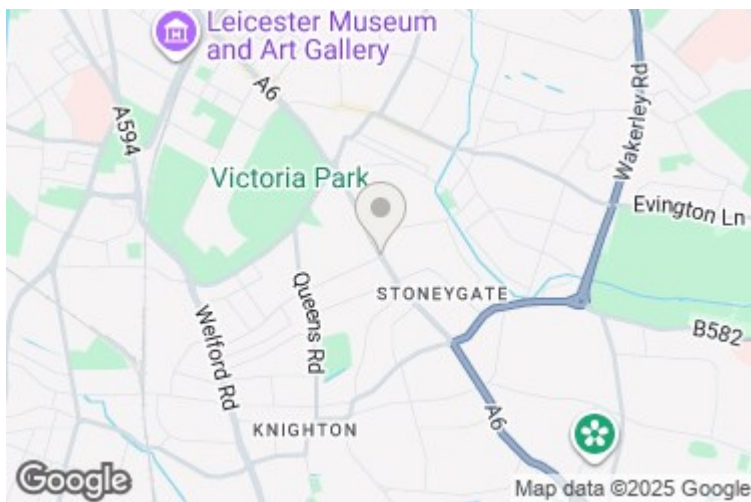 Leicester Museum
and Art Gallery
A6
A594
Wakerley Rd
Victoria Park
Evington Ln
STONEYGATE
Queens Rd
Welford Rd
B582
KNIGHTON
A6
Google
Map data ©2025 Google